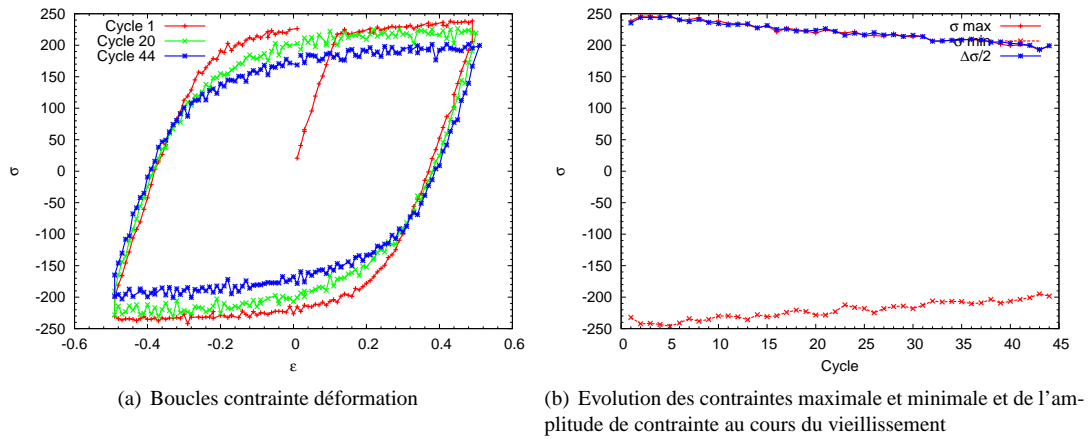 250
200
150
100
50
0
-50
-100
-150
-200
-250
σ
-0.6 -0.4 -0.2 0 0.2 0.4 0.6
ε
Cycle 1
Cycle 20
Cycle 44
(a) Boucles contrainte déformation
250
200
150
100
50
0
-50
-100
-150
-200
-250
σ
0 5 10 15 20 25 30 35 40 45
Cycle
σ max
σ min
Δσ/2
(b) Evolution des contraintes maximale et minimale et de l'am-
plitude de contrainte au cours du vieillissement